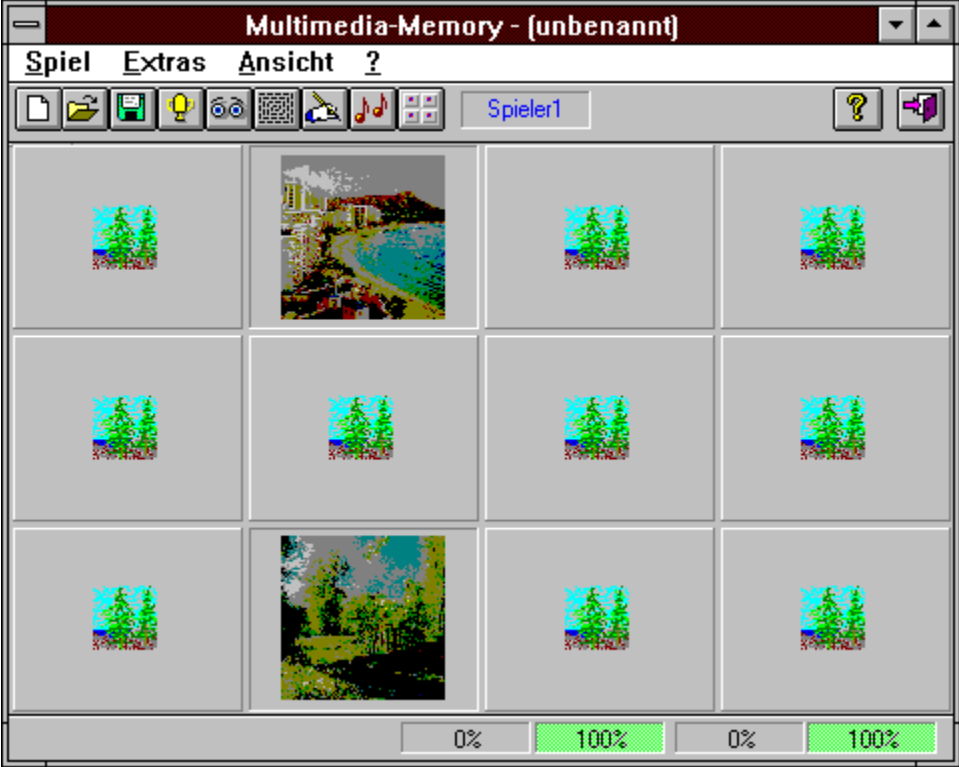 Multimedia-Memory - (unbenannt)
Spiel Extras Ansicht ?
Spieler1
0% 100% 0% 100%